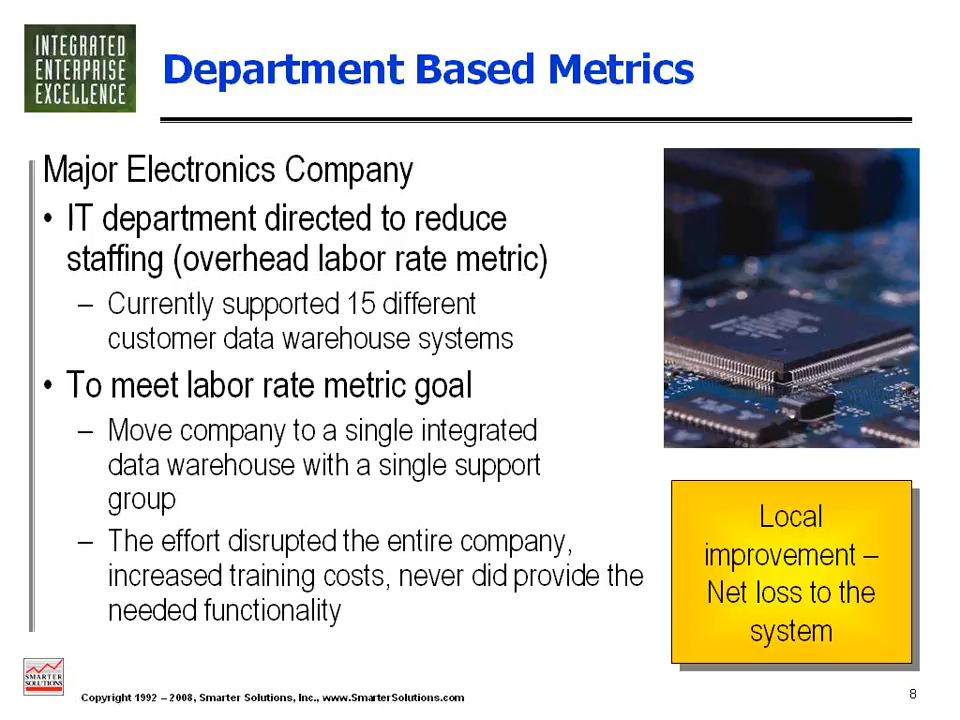 INTEGRATED
ENTERPRISE
EXCELLENCE
Department Based Metrics
Major Electronics Company
• IT department directed to reduce
staffing (overhead labor rate metric)
– Currently supported 15 different
customer data warehouse systems
• To meet labor rate metric goal
– Move company to a single integrated
data warehouse with a single support
group
– The effort disrupted the entire company,
increased training costs, never did provide the
needed functionality
Local
improvement –
Net loss to the
system
SMARTER
SOLUTIONS
Copyright 1992 – 2008, Smarter Solutions, Inc., www.SmarterSolutions.com
8